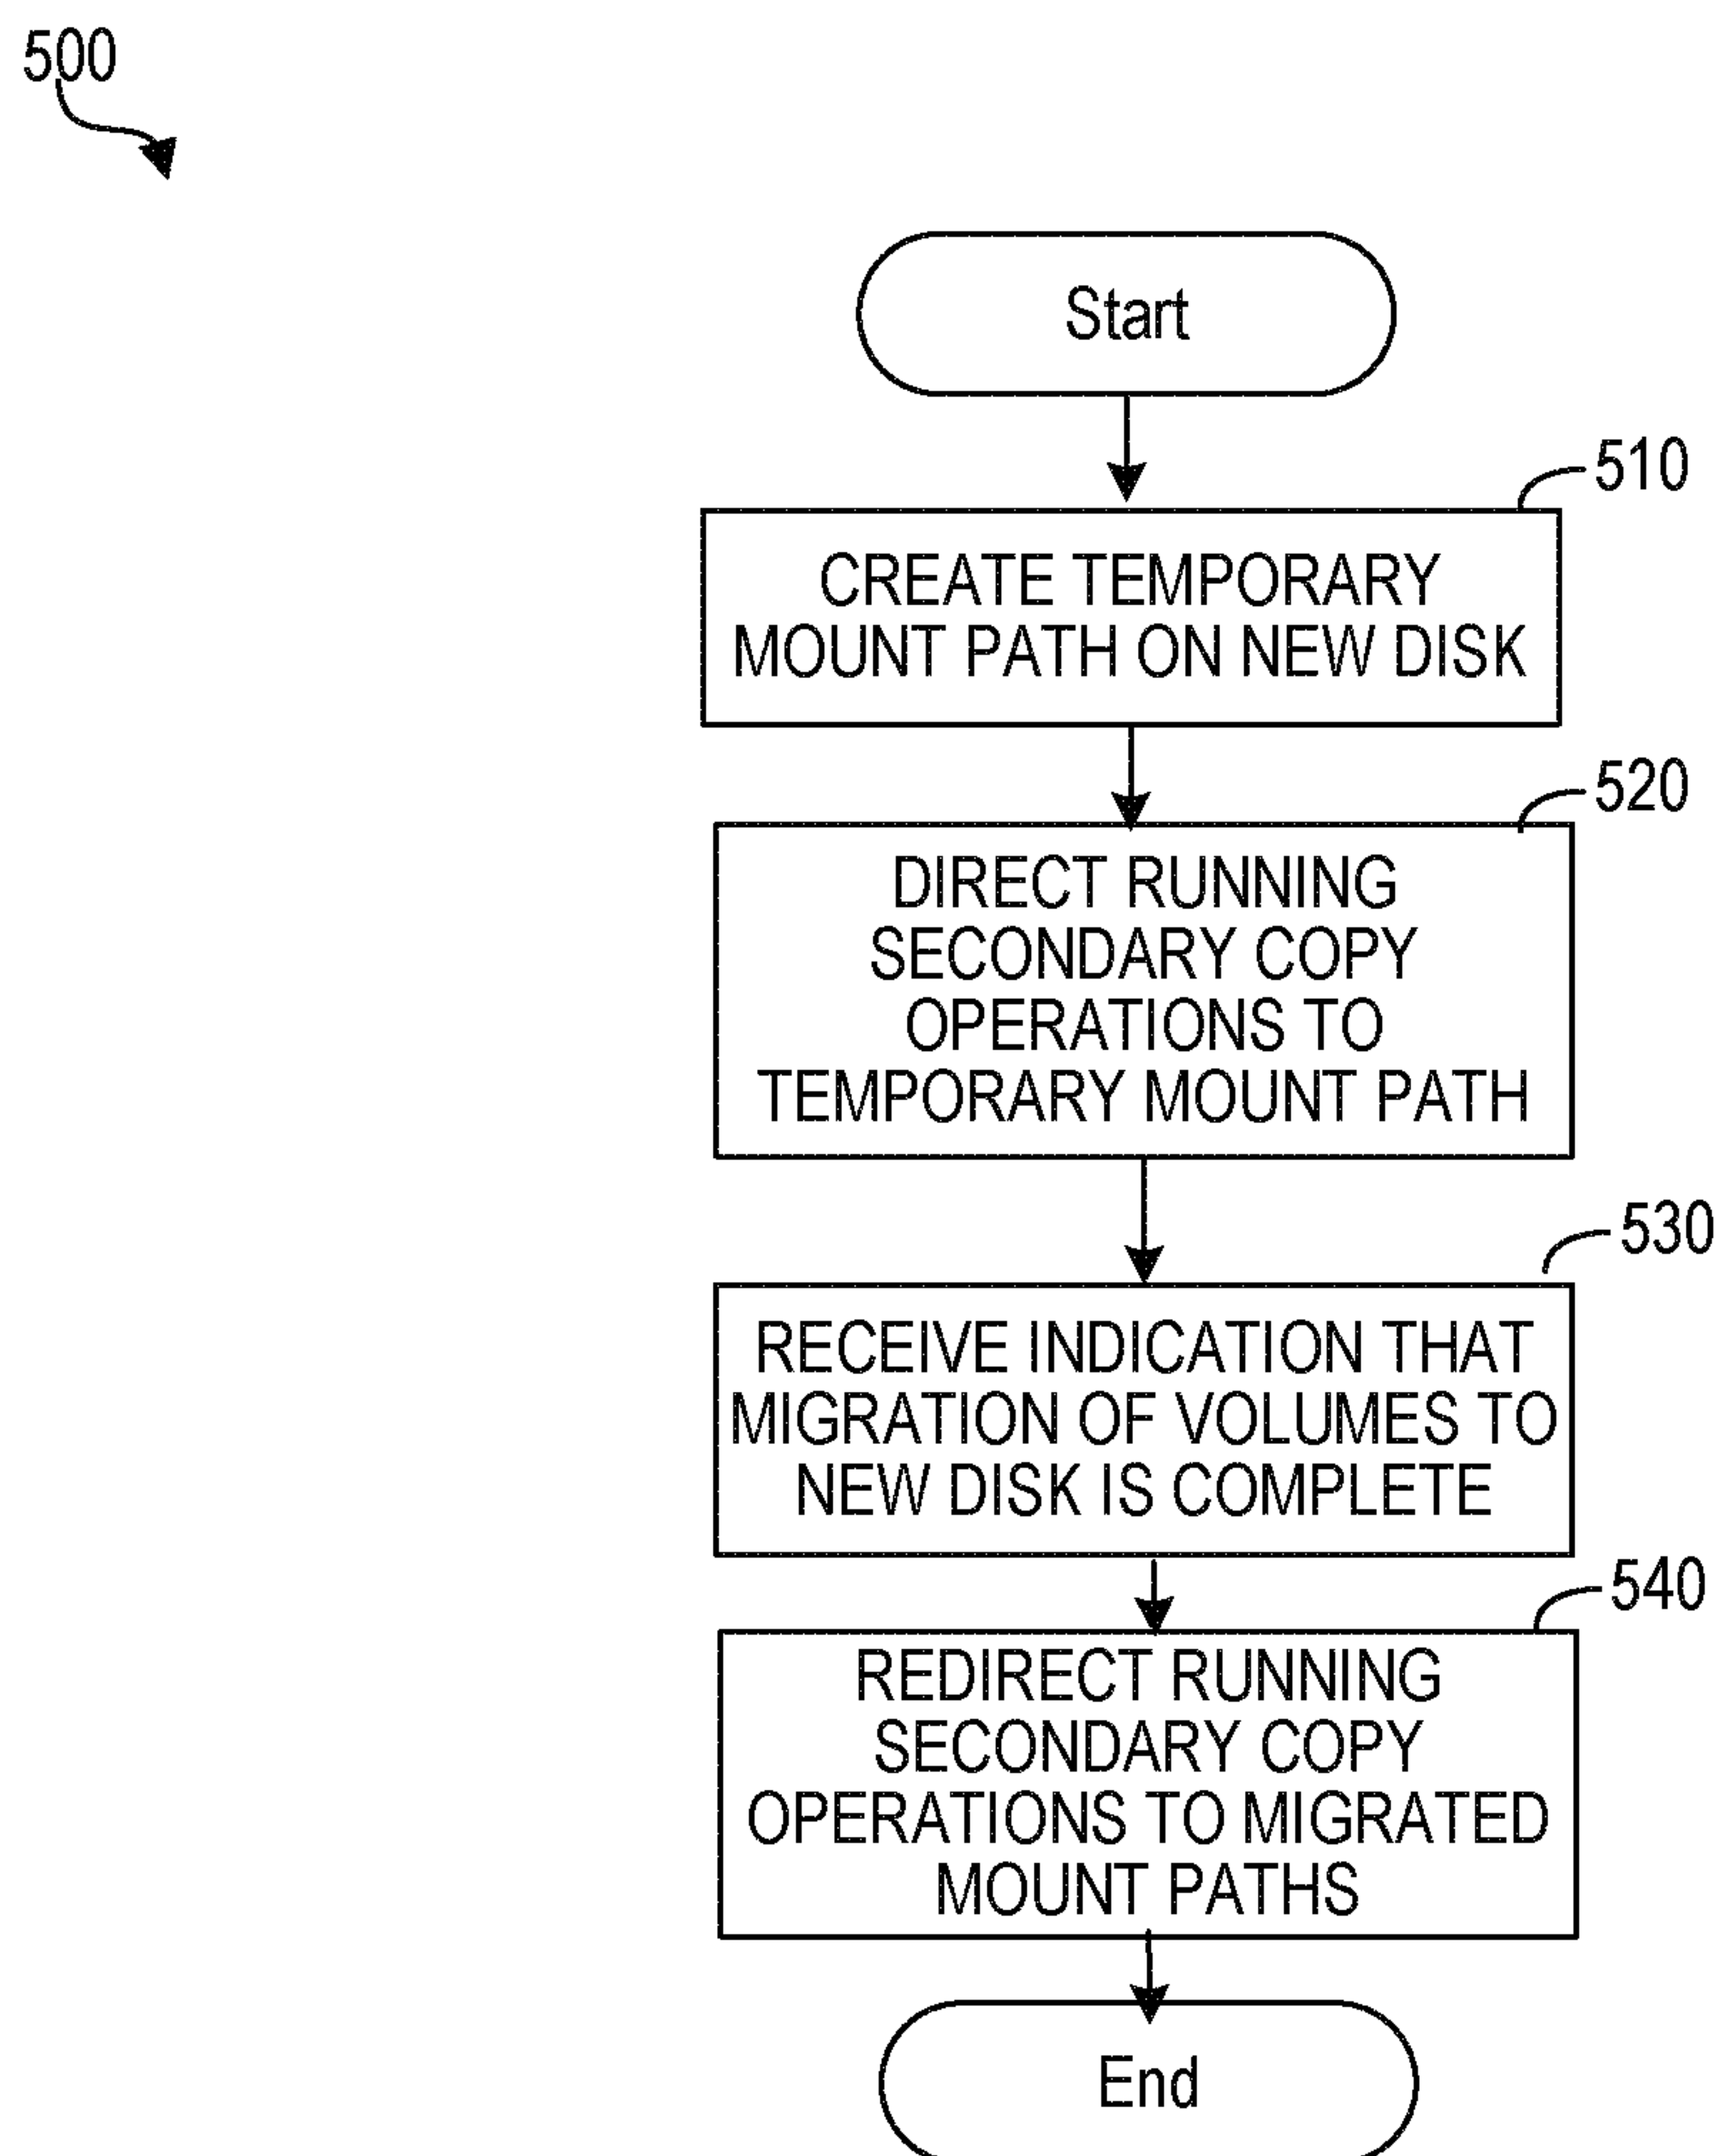 500
Start
510
CREATE TEMPORARY
MOUNT PATH ON NEW DISK
520
DIRECT RUNNING
SECONDARY COPY
OPERATIONS TO
TEMPORARY MOUNT PATH
530
RECEIVE INDICATION THAT
MIGRATION OF VOLUMES TO
NEW DISK IS COMPLETE
540
REDIRECT RUNNING
SECONDARY COPY
OPERATIONS TO MIGRATED
MOUNT PATHS
End